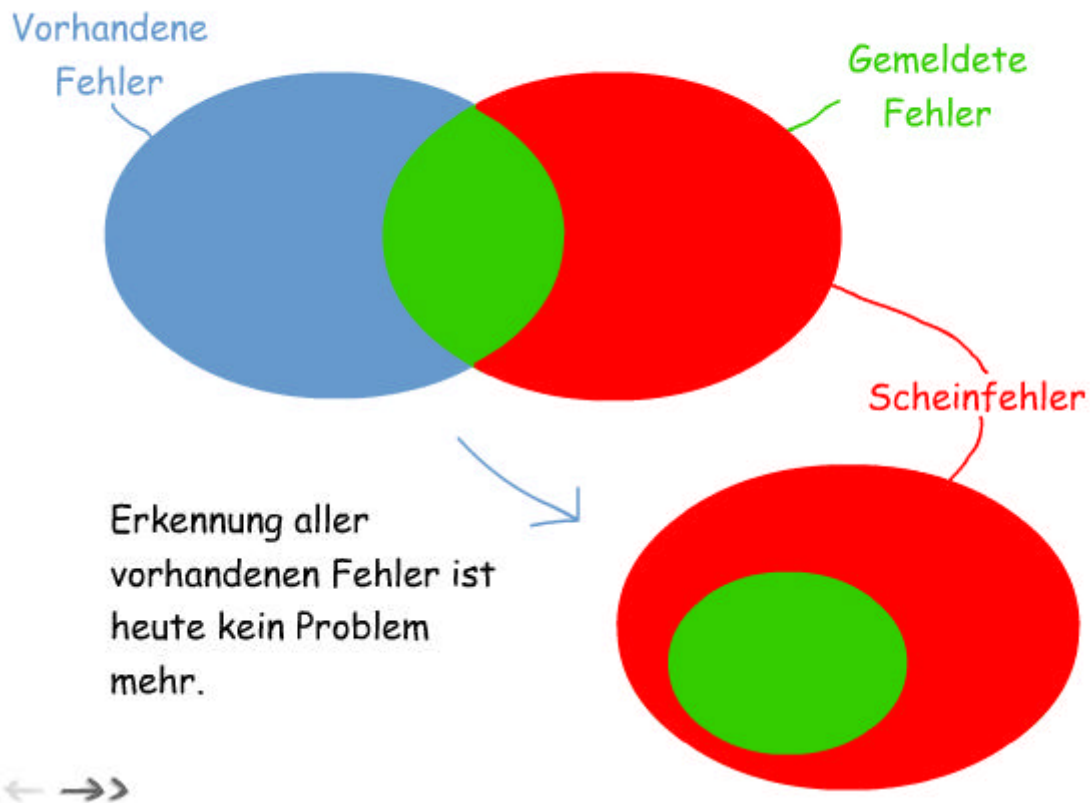 Vorhandene
Fehler
Gemeldete
Fehler
Scheinfehler
Erkennung aller
vorhandenen Fehler ist
heute kein Problem
mehr.